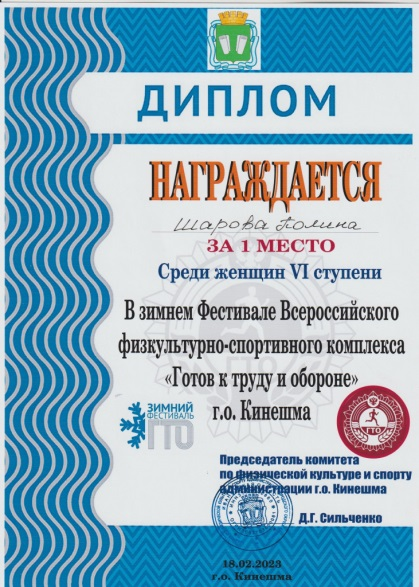 ДИПЛОМ
НАГРАЖДАЕТСЯ
Шарова Полина
ЗА 1 МЕСТО
Среди женщин VI ступени
В зимнем Фестивале Всероссийского
физкультурно-спортивного комплекса
«Готов к труду и обороне»
г.о. Кинешма
ЗИМНИЙ
ФЕСТИВАЛЬ
ГТО
ГТО
Председатель комитета
по физической культуре и спорту
администрации г.о. Кинешма
Д.Г. Сильченко
18.02.2023
г.о. Кинешма